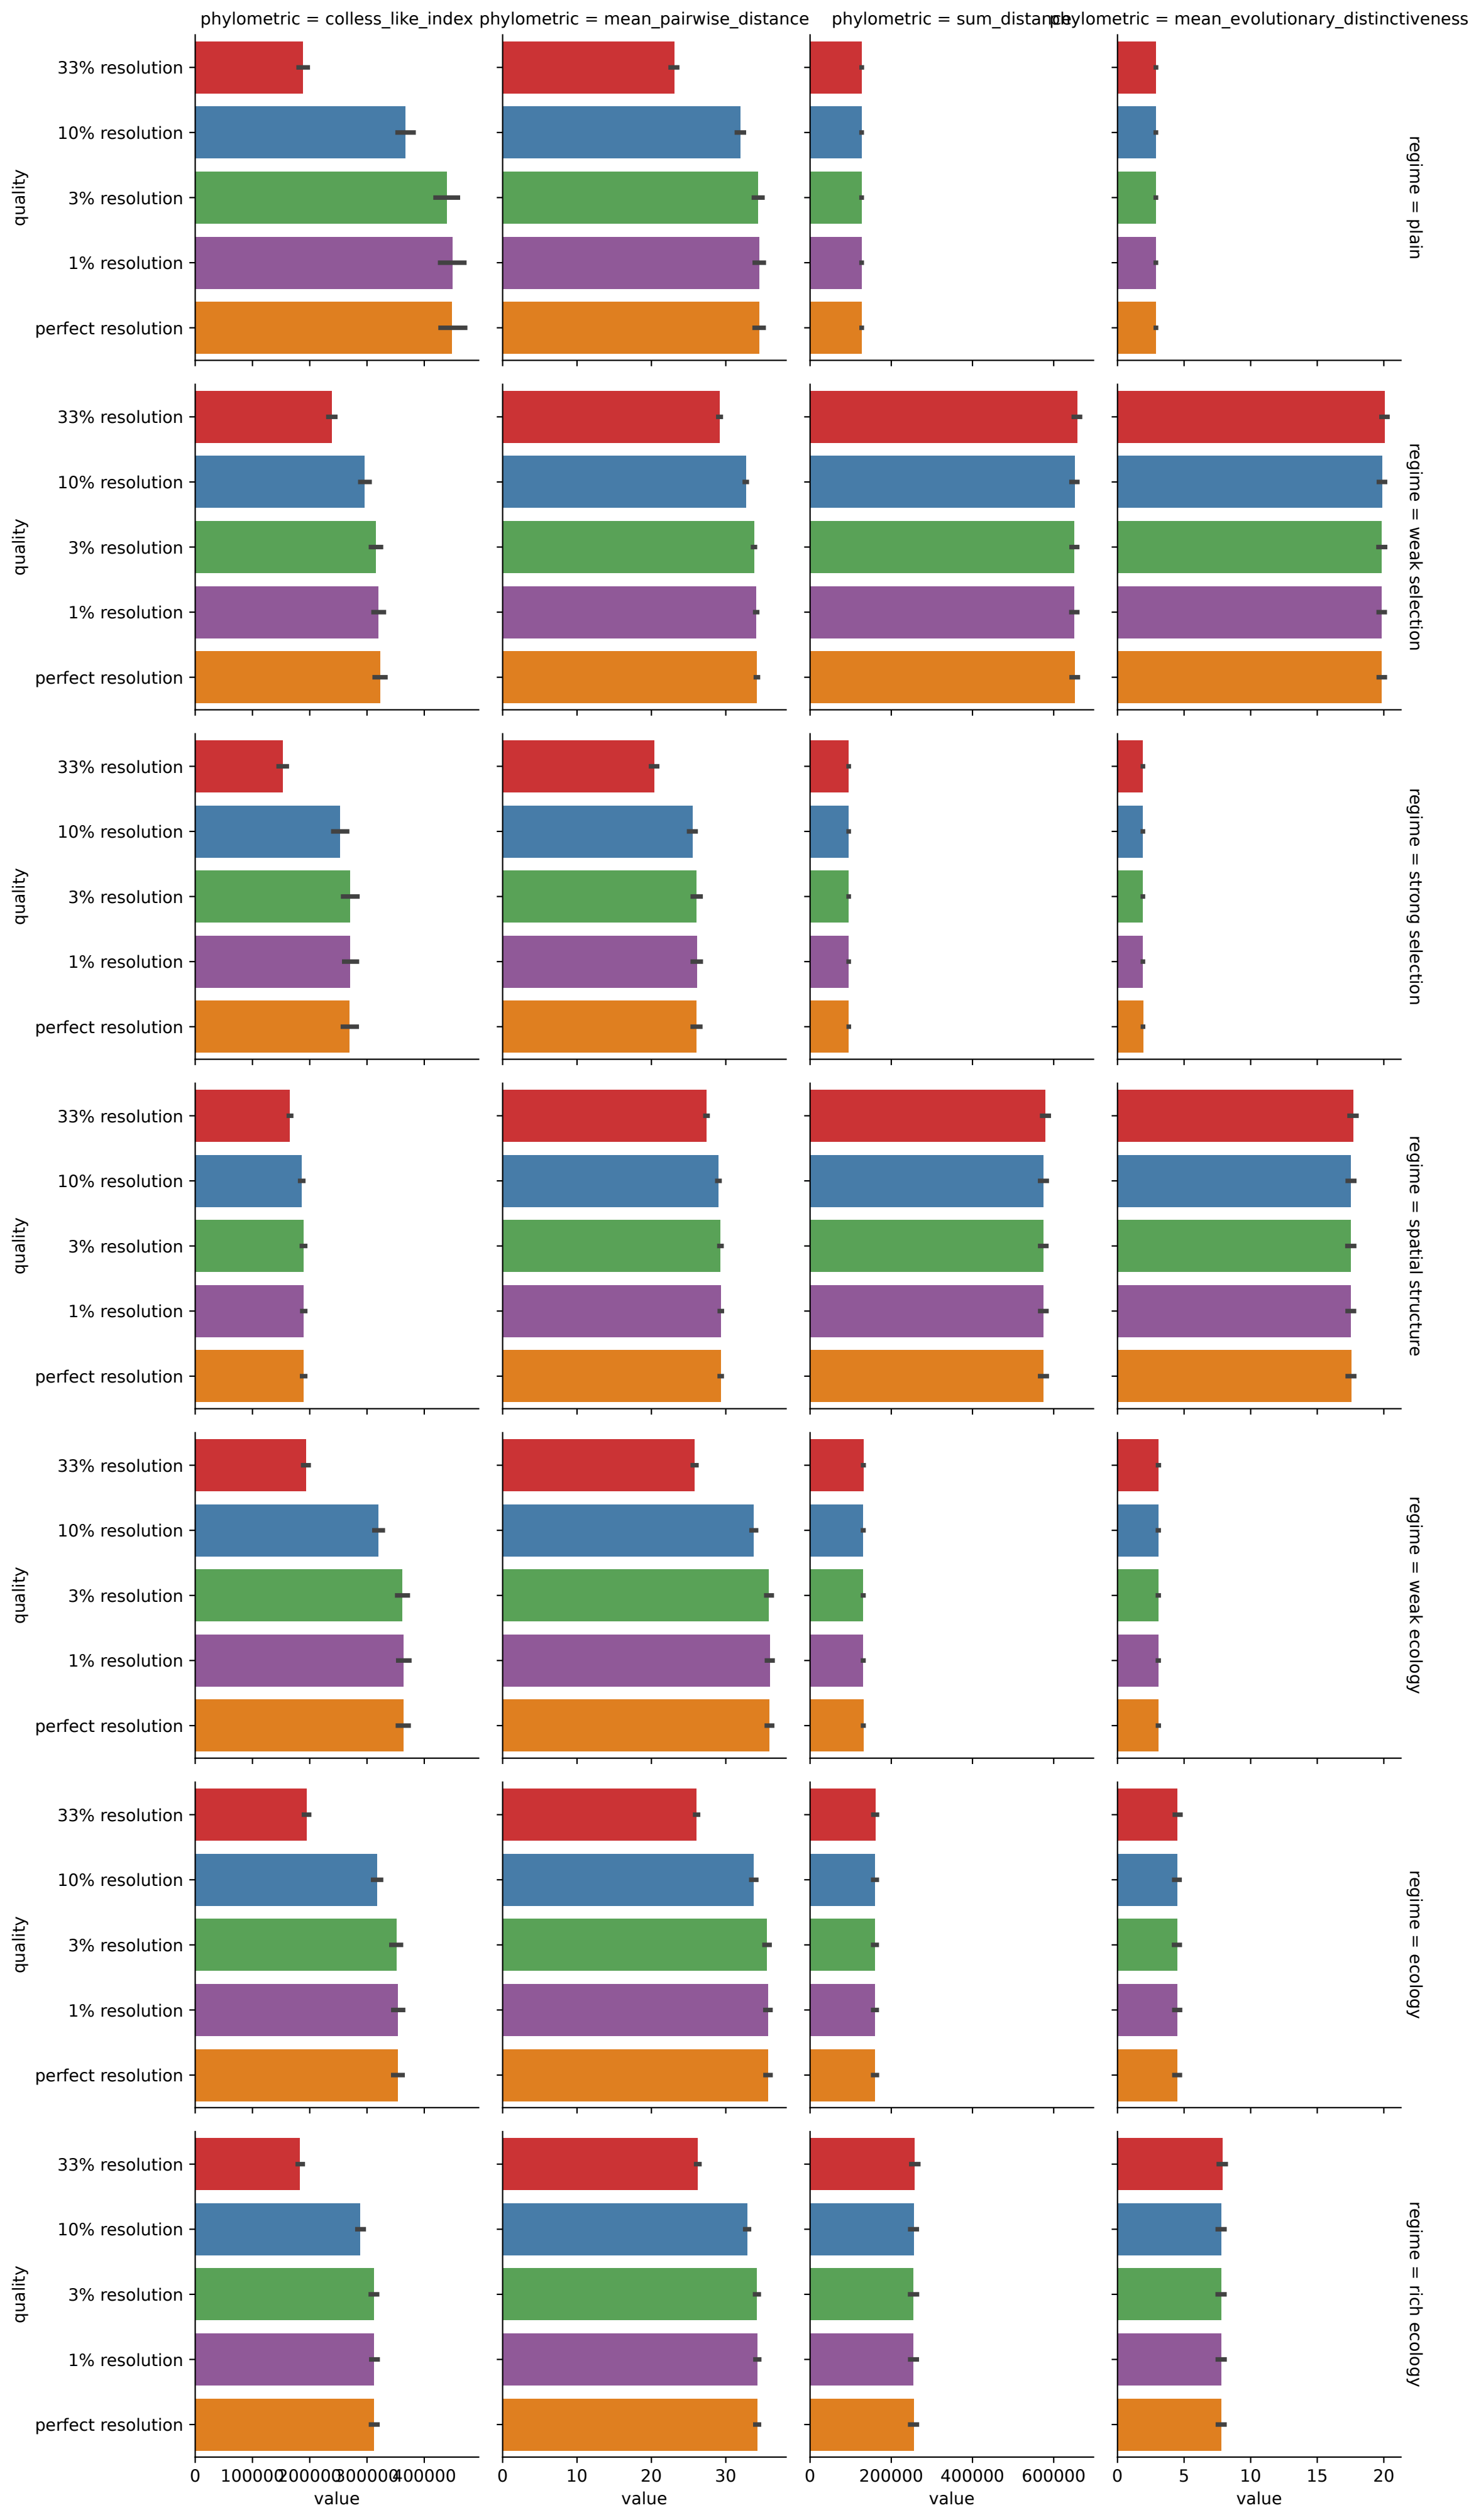 phylometric = colless_like_index
phylometric = mean_pairwise_distance
phylometric = sum_distance
phylometric = mean_evolutionary_distinctiveness
33% resolution
10% resolution
3% resolution
1% resolution
perfect resolution
quality
regime = plain
33% resolution
10% resolution
3% resolution
1% resolution
perfect resolution
quality
regime = weak selection
33% resolution
10% resolution
3% resolution
1% resolution
perfect resolution
quality
regime = strong selection
33% resolution
10% resolution
3% resolution
1% resolution
perfect resolution
quality
regime = spatial structure
33% resolution
10% resolution
3% resolution
1% resolution
perfect resolution
quality
regime = weak ecology
33% resolution
10% resolution
3% resolution
1% resolution
perfect resolution
quality
regime = ecology
33% resolution
10% resolution
3% resolution
1% resolution
perfect resolution
quality
regime = rich ecology
0 100000 200000 300000 400000
0 10 20 30
0 200000 400000 600000
0 5 10 15 20
value
value
value
value